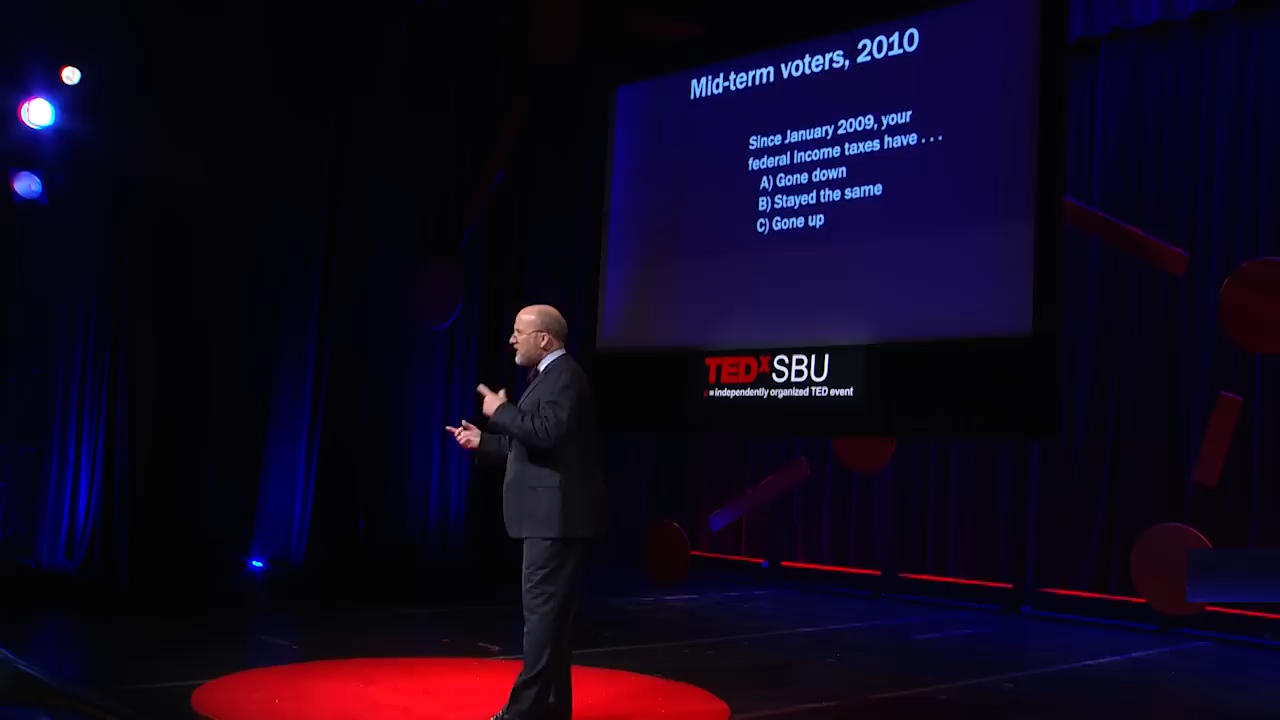 Mid-term voters, 2010
Since January 2009, your
federal income taxes have . . .
A) Gone down
B) Stayed the same
C) Gone up
TEDxSBU
x = independently organized TED event